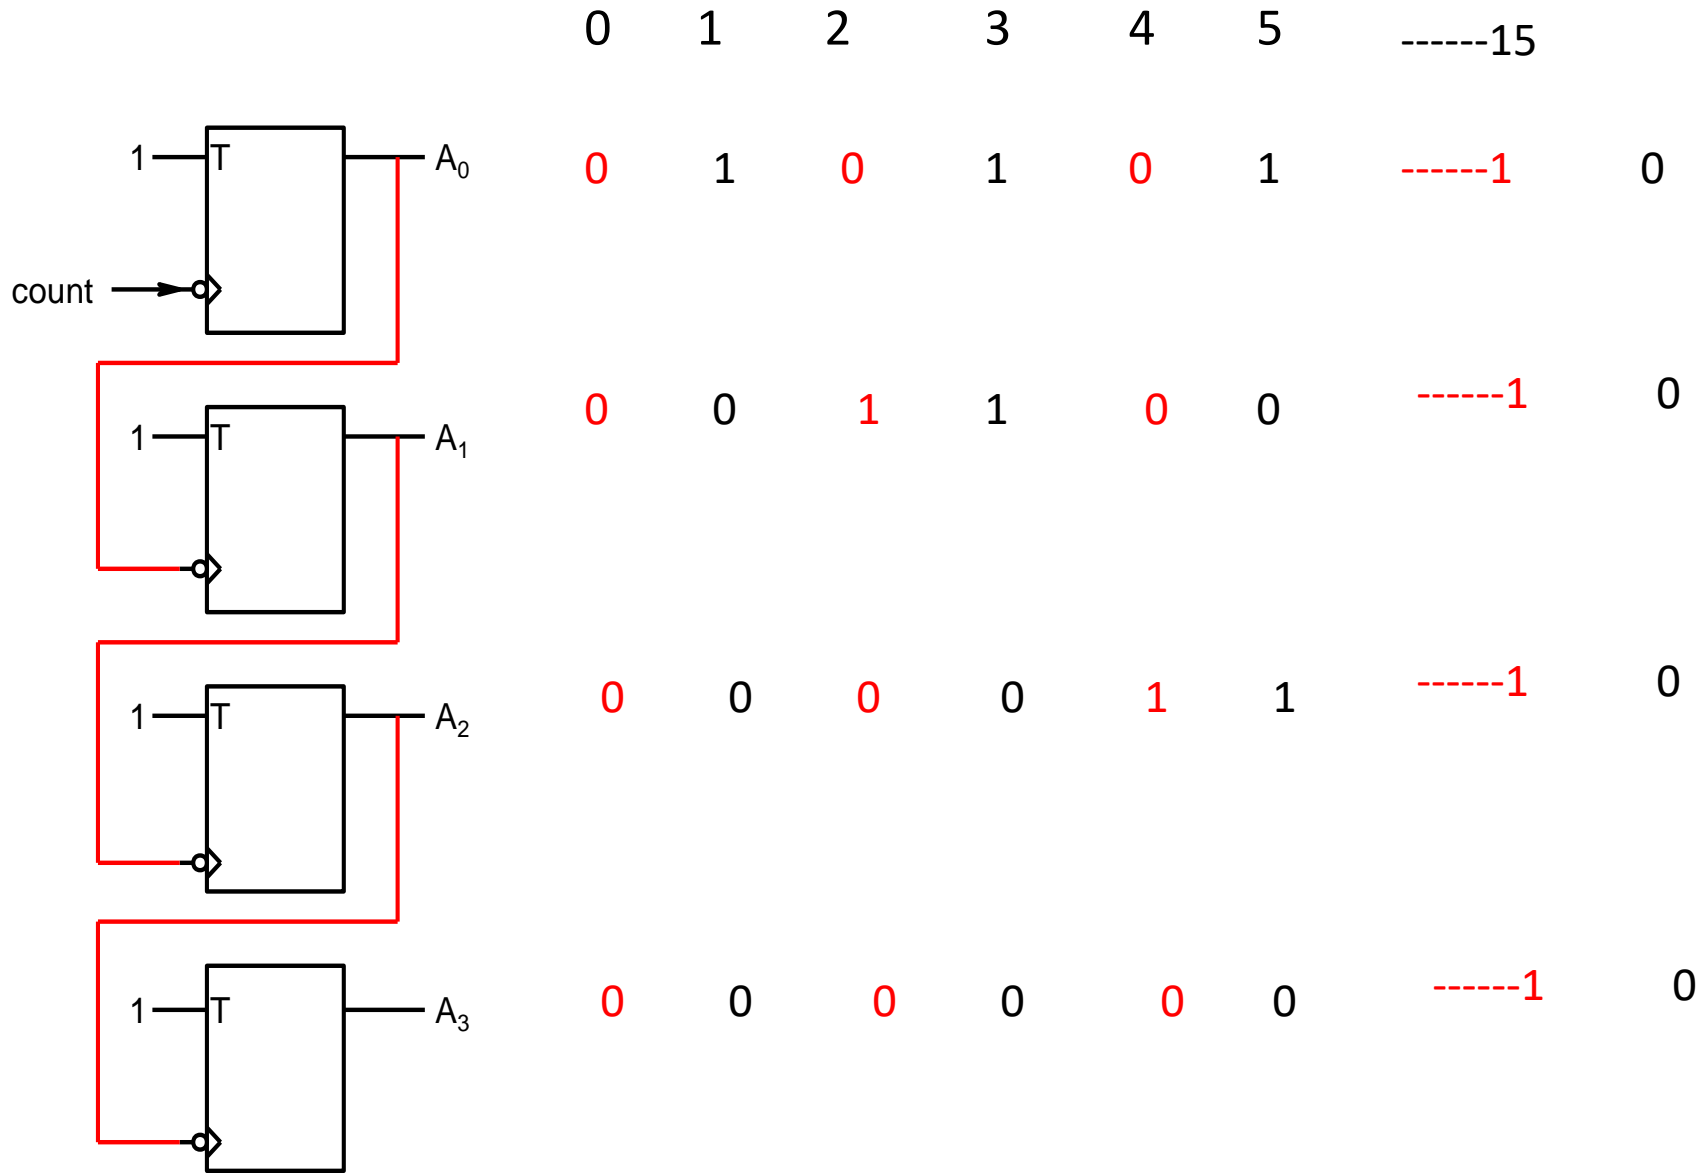 0 1 2 3 4 5 ------15
1 T A0 0 1 0 1 0 1 ------1 0
count
1 T A1 0 0 1 1 0 0 ------1 0
1 T A2 0 0 0 0 1 1 ------1 0
1 T A3 0 0 0 0 0 0 ------1 0